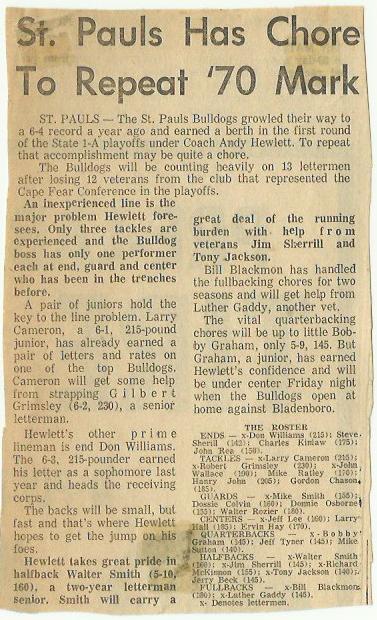 St. Pauls Has Chore
To Repeat '70 Mark
ST. PAULS — The St. Pauls Bulldogs growled their way to
a 6-4 record a year ago and earned a berth in the first round
of the State 1-A playoffs under Coach Andy Hewlett. To repeat
that accomplishment may be quite a chore.
The Bulldogs will be counting heavily on 13 lettermen
after losing 12 veterans from the club that represented the
Cape Fear Conference in the playoffs.
An inexperienced line is the
major problem Hewlett fore-
sees. Only three tackles are
experienced and the Bulldog
boss has only one performer
each at end, guard and center
who has been in the trenches
before.
A pair of juniors hold the
key to the line problem. Larry
Cameron, a 6-1, 215-pound
junior, has already earned a
pair of letters and rates on
one of the top Bulldogs.
Cameron will get some help
from strapping Gilbert
Grimsley (6-2, 230), a senior
letterman.
Hewlett's other prime
lineman is end Don Williams.
The 6-3, 215-pounder earned
his letter as a sophomore last
year and heads the receiving
corps.
The backs will be small, but
fast and that's where Hewlett
hopes to get the jump on his
foes.
Hewlett takes great pride in
halfback Walter Smith (5-10,
160), a two-year letterman
senior. Smith will carry a
great deal of the running
burden with help from
veterans Jim Sherrill and
Tony Jackson.
Bill Blackmon has handled
the fullbacking chores for two
seasons and will get help from
Luther Gaddy, another vet.
The vital quarterbacking
chores will be up to little Bob-
by Graham, only 5-9, 145. But
Graham, a junior, has earned
Hewlett's confidence and will
be under center Friday night
when the Bulldogs open at
home against Bladenboro.
THE ROSTER
ENDS — x-Don Williams (215); Steve
Sherill (142); Charles Kinlaw (175);
John Rea (150).
TACKLES — x-Larry Cameron (215);
x-Robert Grimsley (230); x-John
Wallace (190); Mike Ratley (170);
Harry John (205); Gordon Chason
(185).
GUARDS — x-Mike Smith (155);
Dossie Colvin (160); Donnie Osborne
(155); Walter Rozier (180).
CENTERS — x-Jeff Lee (160); Larry
Hall (185); Ervin Hay (170).
QUARTERBACKS — x-Bobby
Graham (145); Jeff Tyner (145); Mike
Sutton (140).
HALFBACKS — x-Walter Smith
(160); x-Jim Sherrill (145); x-Richard
McKinnon (155); x-Tony Jackson (140);
Jerry Beck (145).
FULLBACKS — x-Bill Blackmon
(180); x-Luther Gaddy (145).
x- Denotes lettermen.